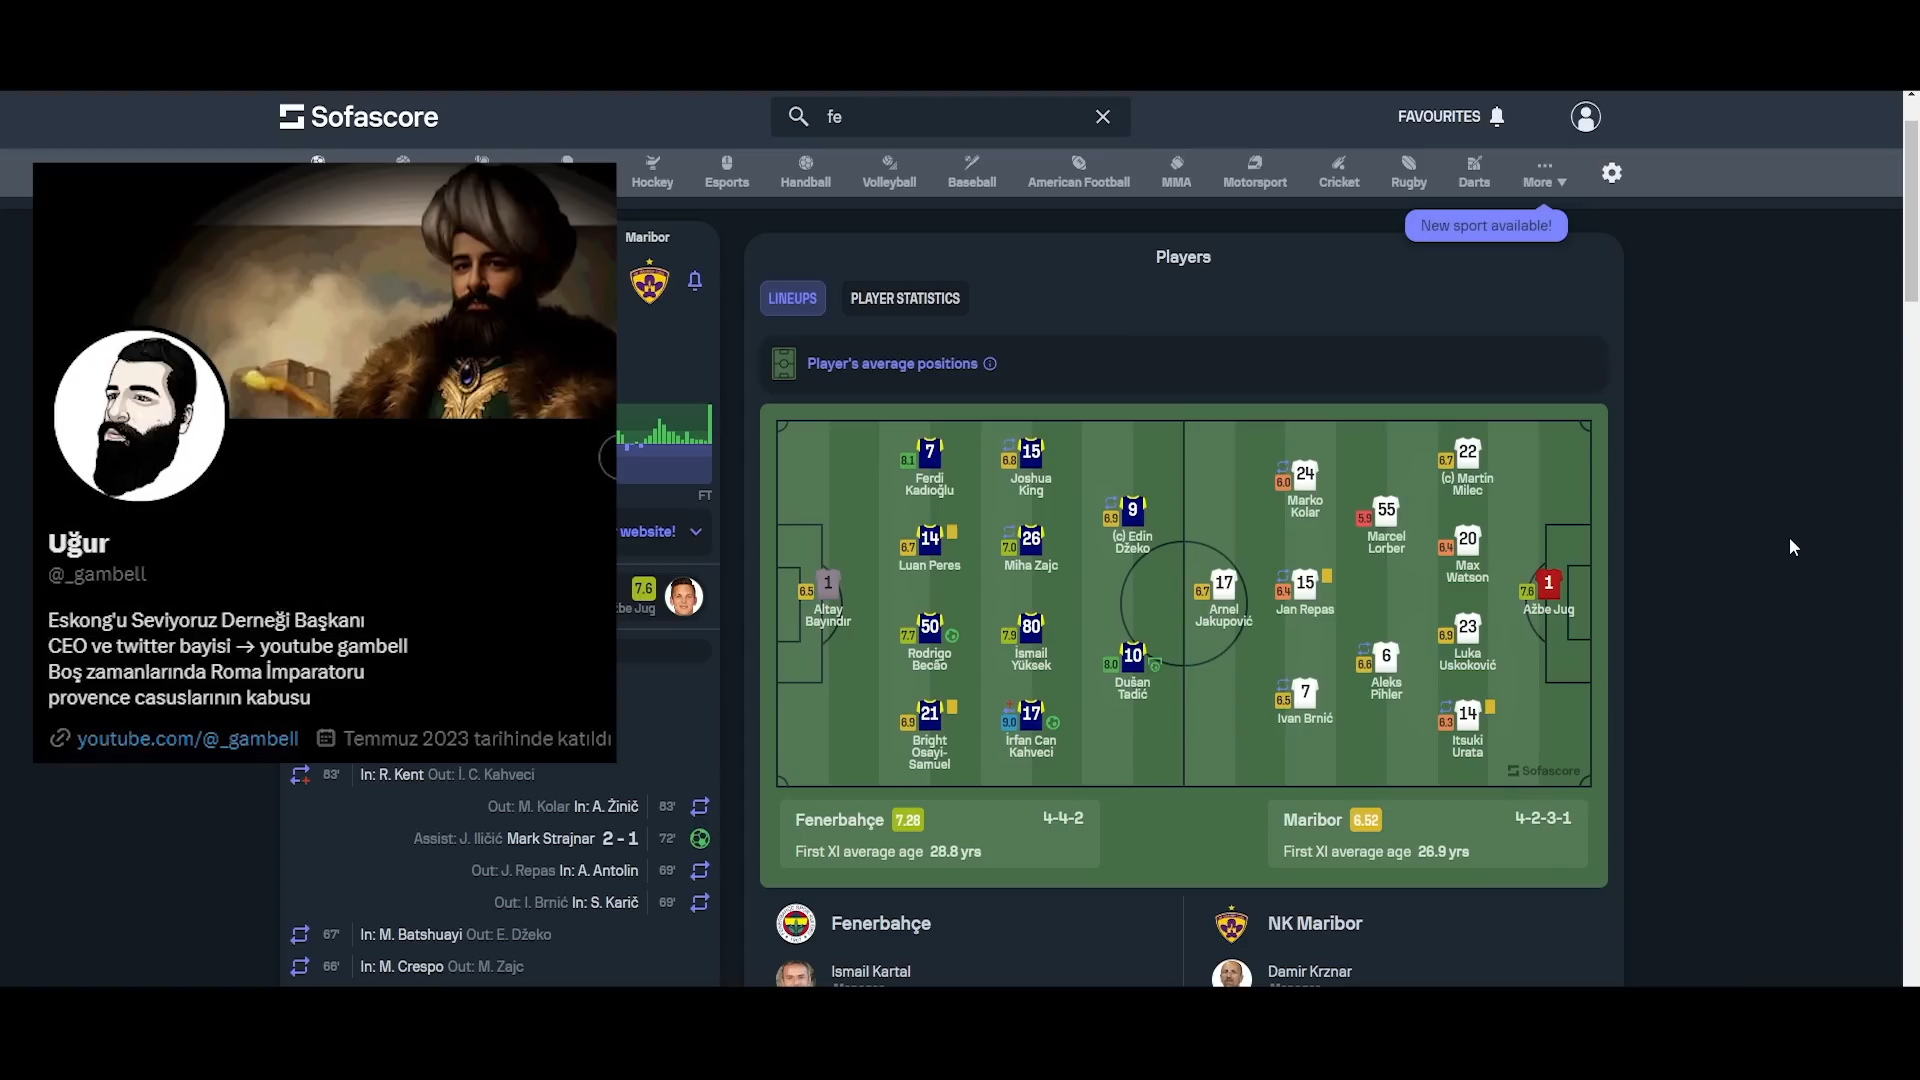 Sofascore
fe
FAVOURITES
Hockey
Esports
Handball
Volleyball
Baseball
American Football
MMA
Motorsport
Cricket
Rugby
Darts
More
New sport available!
Uğur
@_gambell
Eskong'u Seviyoruz Derneği Başkanı
CEO ve twitter bayisi → youtube gambell
Boş zamanlarında Roma İmparatoru
provence casuslarının kabusu
youtube.com/@_gambell Temmuz 2023 tarihinde katıldı
Maribor
FT
website!
7.6
be Jug
83' In: R. Kent Out: İ. C. Kahveci
Out: M. Kolar In: A. Žinič 83'
Assist: J. Iličić Mark Strajnar 2 - 1 72'
Out: J. Repas In: A. Antolin 69'
Out: I. Brnić In: S. Karič 69'
67' In: M. Batshuayi Out: E. Džeko
66' In: M. Crespo Out: M. Zajc
Players
LINEUPS PLAYER STATISTICS
Player's average positions
1
6.5
Altay
Bayındır
7
8.1
Ferdi
Kadıoğlu
14
6.7
Luan Peres
50
7.7
Rodrigo
Becão
21
6.9
Bright
Osayi-
Samuel
15
6.8
Joshua
King
26
7.0
Miha Zajc
80
7.9
İsmail
Yüksek
17
9.0
İrfan Can
Kahveci
9
6.9
(c) Edin
Džeko
10
8.0
Dušan
Tadić
17
6.7
Arnel
Jakupović
24
6.0
Marko
Kolar
15
6.4
Jan Repas
7
6.5
Ivan Brnić
55
5.9
Marcel
Lorber
6
6.6
Aleks
Pihler
22
6.7
(c) Martin
Milec
20
6.4
Max
Watson
23
6.9
Luka
Uskoković
14
6.3
Itsuki
Urata
1
7.6
Ažbe Jug
Sofascore
Fenerbahçe 7.28 4-4-2
First XI average age 28.8 yrs
Maribor 6.52 4-2-3-1
First XI average age 26.9 yrs
Fenerbahçe
Ismail Kartal
NK Maribor
Damir Krznar